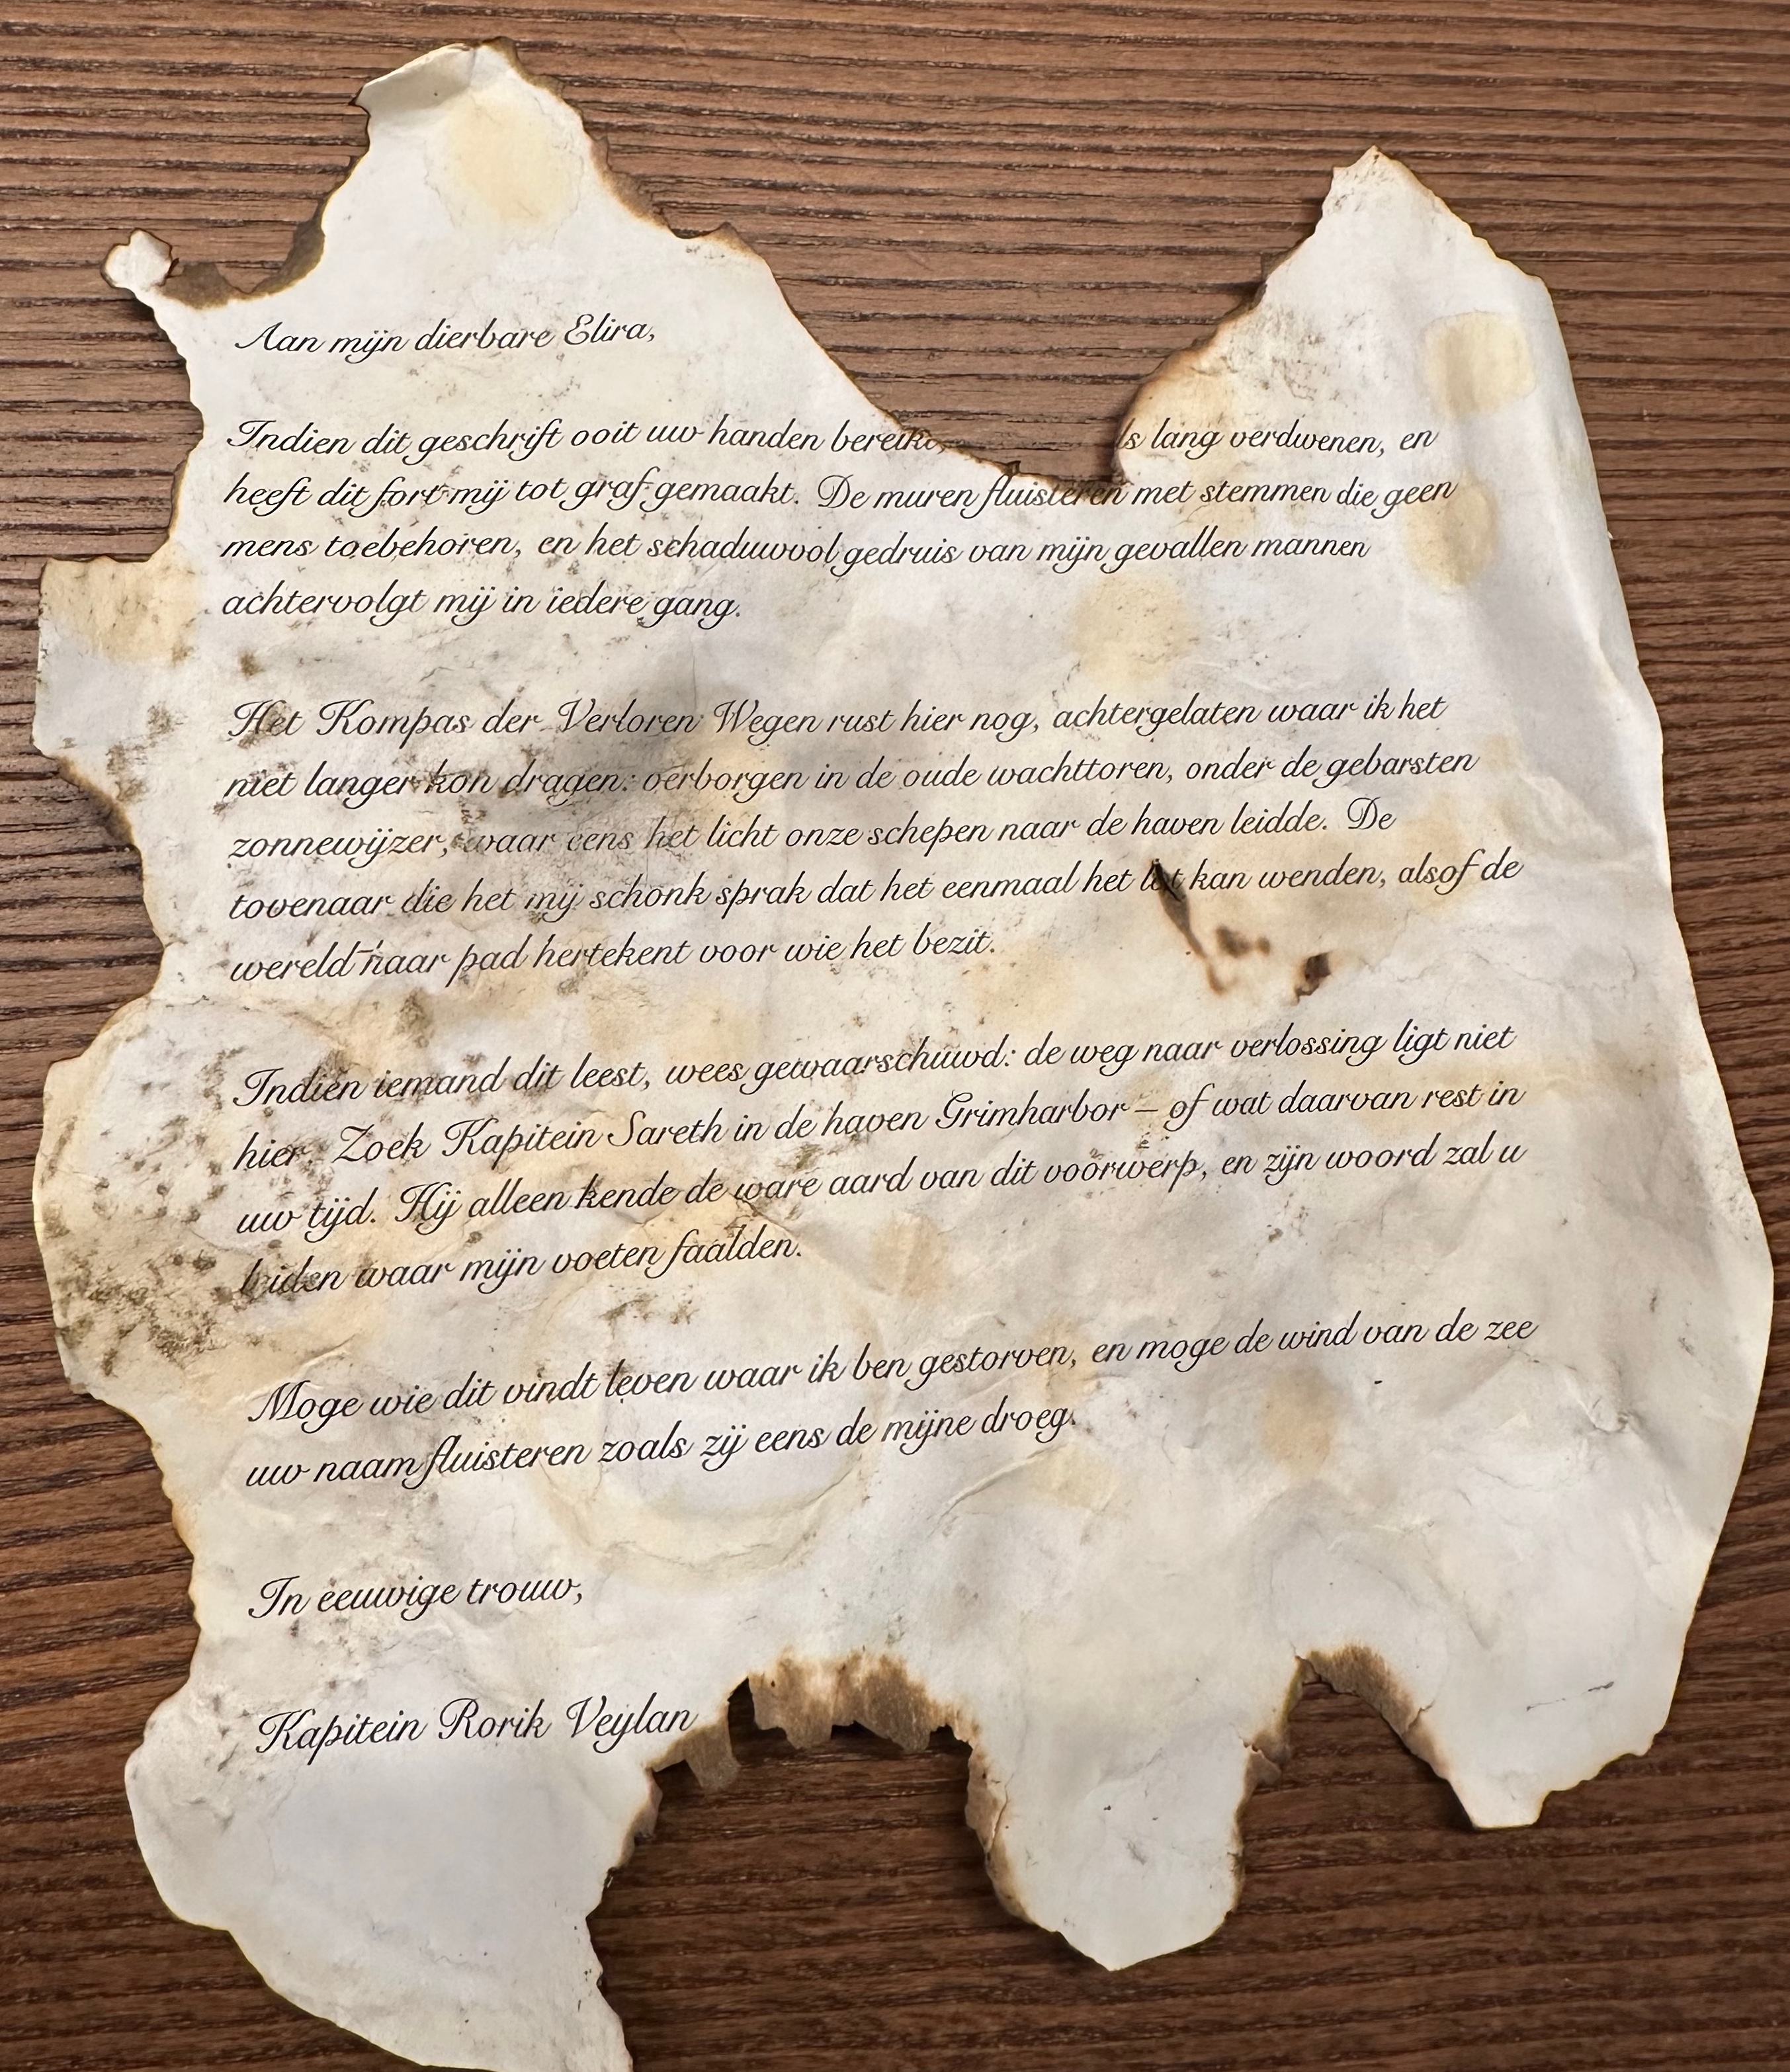 Aan mijn dierbare Elira,
Indien dit geschrift ooit uw handen bereikt, lang verdwenen, en
heeft dit fort mij tot graf gemaakt. De muren fluisteren met stemmen die geen
mens toebehoren, en het schaduwvol gedruis van mijn gevallen mannen
achtervolgt mij in iedere gang.
Het Kompas der Verloren Wegen rust hier nog, achtergelaten waar ik het
niet langer kon dragen: verborgen in de oude wachttoren, onder de gebarsten
zonnewijzer, waar eens het licht onze schepen naar de haven leidde. De
tovenaar die het mij schonk sprak dat het eenmaal het lot kan wenden, alsof de
wereld haar pad hertekent voor wie het bezit.
Indien iemand dit leest, wees gewaarschuwd: de weg naar verlossing ligt niet
hier. Zoek Kapitein Sareth in de haven Grimharbor – of wat daarvan rest in
uw tijd. Hij alleen kende de ware aard van dit voorwerp, en zijn woord zal u
leiden waar mijn voeten faalden.
Moge wie dit vindt leven waar ik ben gestorven, en moge de wind van de zee
uw naam fluisteren zoals zij eens de mijne droeg.
In eeuwige trouw,
Kapitein Rorik Veylan